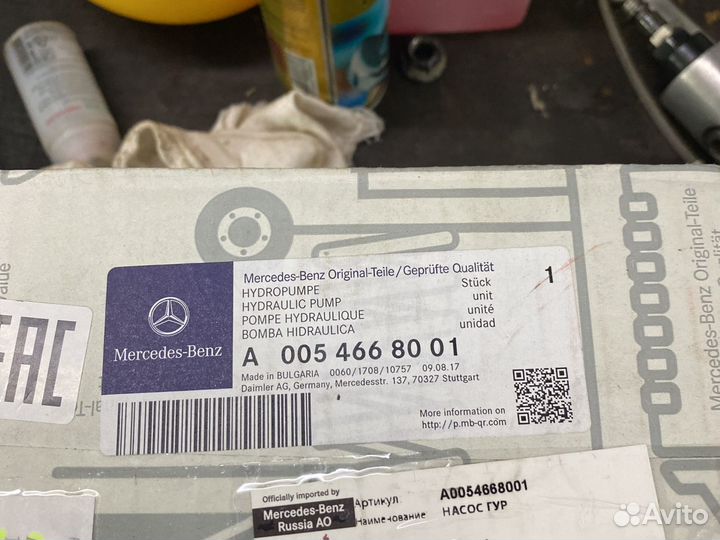 Mercedes-Benz Original-Teile/Geprüfte Qualität
HYDROPUMPE Stück 1
HYDRAULIC PUMP unit
POMPE HYDRAULIQUE unité
BOMBA HIDRAULICA unidad
Mercedes-Benz
A 005 466 80 01
Made in BULGARIA 0060/1708/10757 09.08.17
Daimler AG, Germany, Mercedesstr. 137, 70327 Stuttgart
More information on
http://p.mb-qr.com
EAC
Mercedes-Benz Original-Teile
Officially imported by
Mercedes-Benz
Russia AO
Артикул: A0054668001
Наименование НАСОС ГУР
Avito